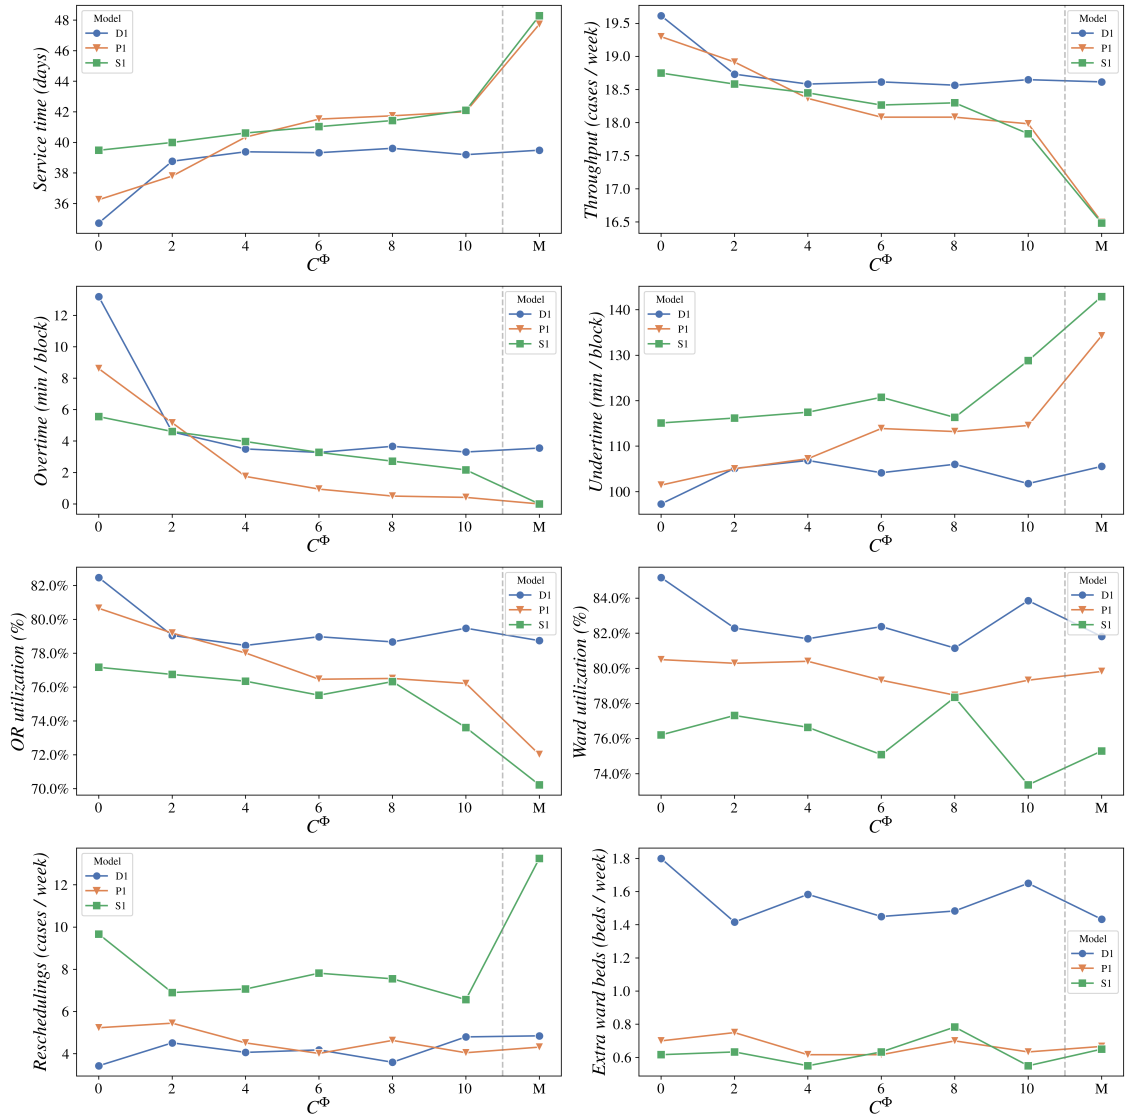 Service time (days)
48
46
44
42
40
38
36
Model
D1
P1
S1
0 2 4 6 8 10 M
C^Φ
Throughput (cases / week)
19.5
19.0
18.5
18.0
17.5
17.0
16.5
Model
D1
P1
S1
0 2 4 6 8 10 M
C^Φ
Overtime (min / block)
12
10
8
6
4
2
0
Model
D1
P1
S1
0 2 4 6 8 10 M
C^Φ
Undertime (min / block)
140
130
120
110
100
Model
D1
P1
S1
0 2 4 6 8 10 M
C^Φ
OR utilization (%)
82.0%
80.0%
78.0%
76.0%
74.0%
72.0%
70.0%
Model
D1
P1
S1
0 2 4 6 8 10 M
C^Φ
Ward utilization (%)
84.0%
82.0%
80.0%
78.0%
76.0%
74.0%
Model
D1
P1
S1
0 2 4 6 8 10 M
C^Φ
Reschedulings (cases / week)
12
10
8
6
4
Model
D1
P1
S1
0 2 4 6 8 10 M
C^Φ
Extra ward beds (beds / week)
1.8
1.6
1.4
1.2
1.0
0.8
0.6
Model
D1
P1
S1
0 2 4 6 8 10 M
C^Φ